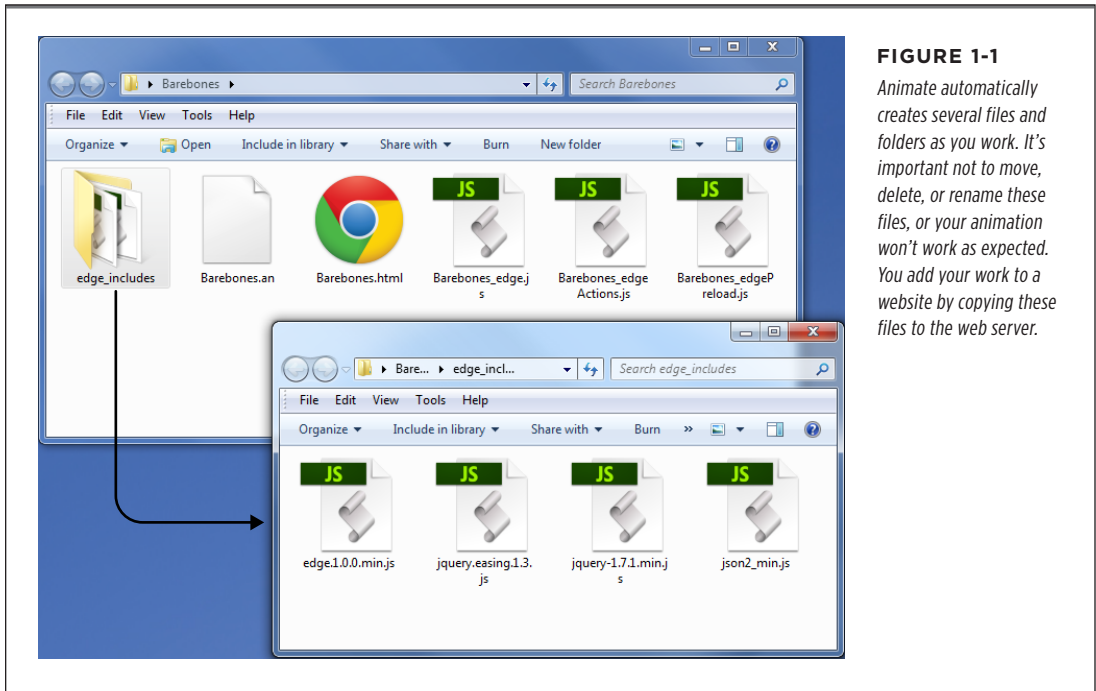 Barebones
Search Barebones
File Edit View Tools Help
Organize Open Include in library Share with Burn New folder
JS
JS
JS
edge_includes
Barebones.an
Barebones.html
Barebones_edge.j
s
Barebones_edge
Actions.js
Barebones_edgeP
reload.js
Bare... edge_incl...
Search edge_includes
File Edit View Tools Help
Organize Include in library Share with Burn »
JS
JS
JS
JS
edge.1.0.0.min.js
jquery.easing.1.3.
js
jquery-1.7.1.min.j
s
json2_min.js
FIGURE 1-1
Animate automatically
creates several files and
folders as you work. It's
important not to move,
delete, or rename these
files, or your animation
won't work as expected.
You add your work to a
website by copying these
files to the web server.